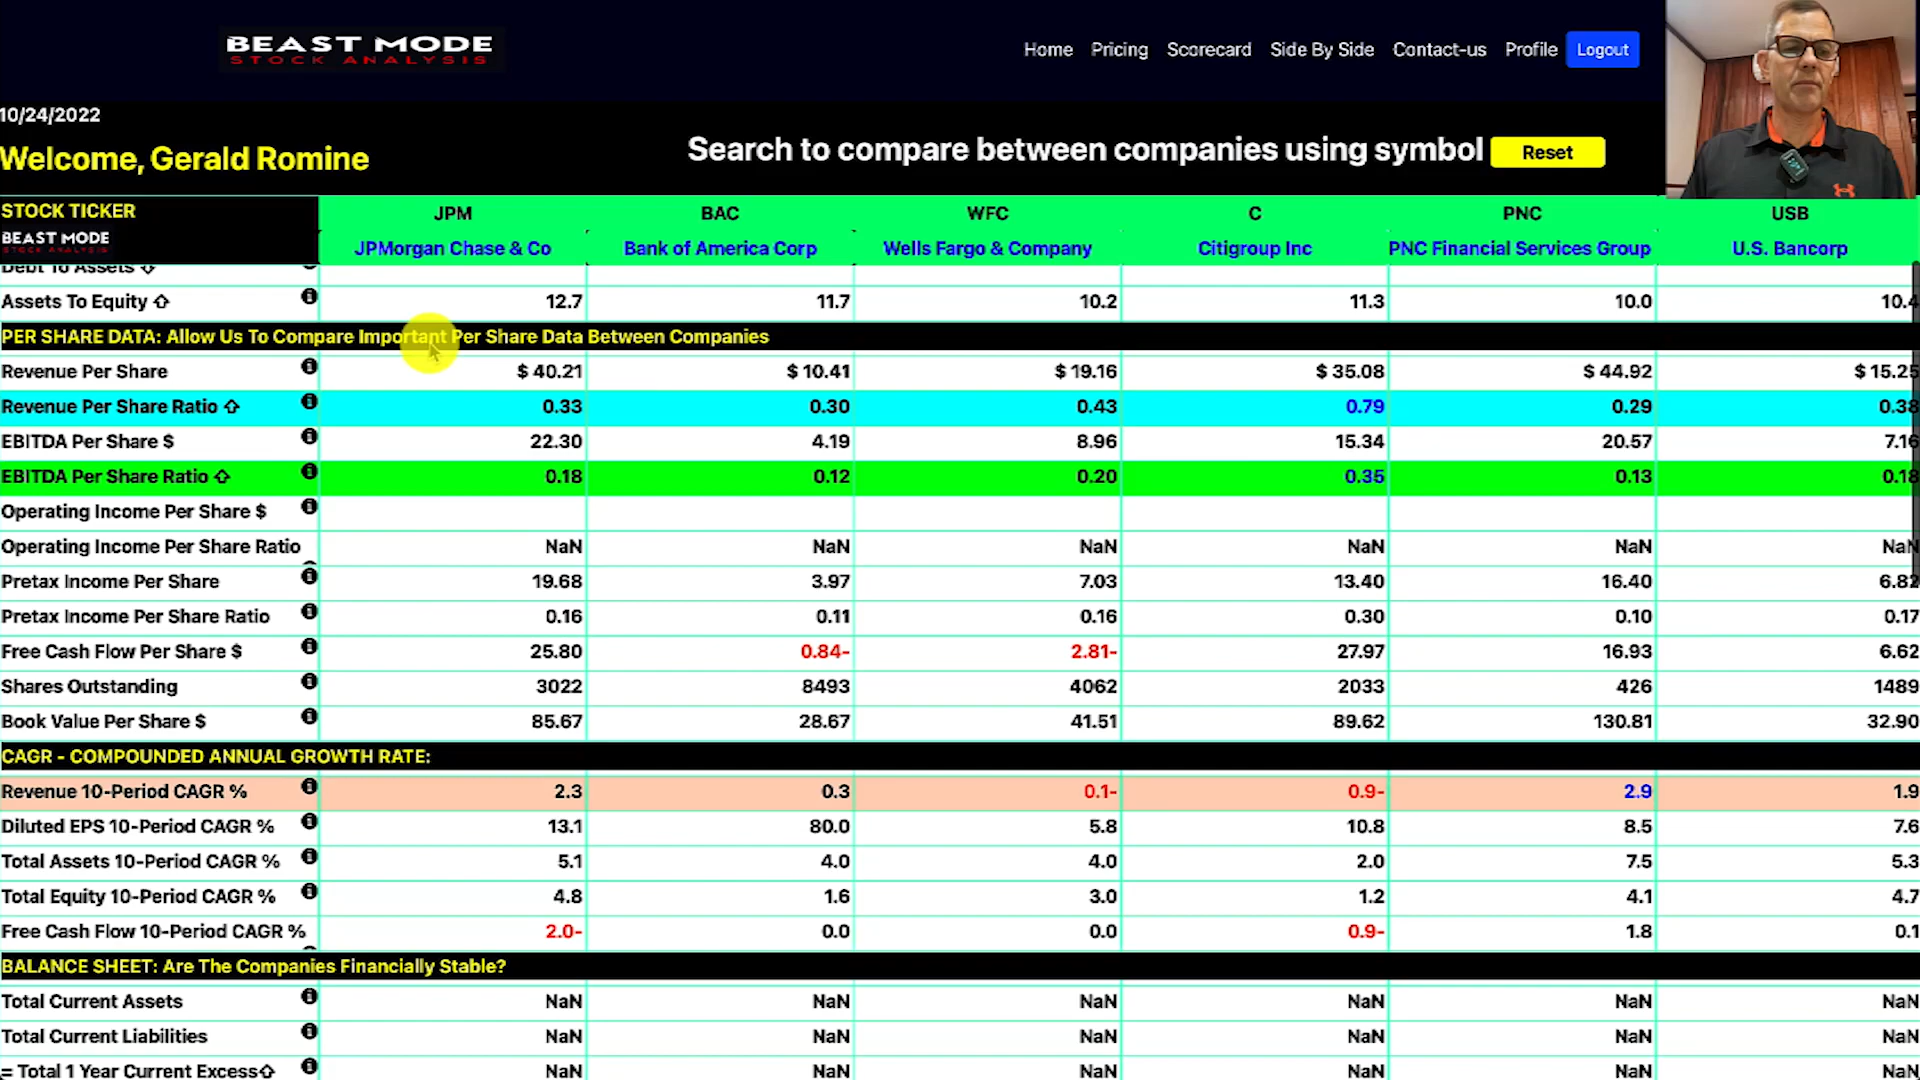 BEAST MODE
STOCK ANALYSIS
Home Pricing Scorecard Side By Side Contact-us Profile Logout
10/24/2022
Welcome, Gerald Romine
Search to compare between companies using symbol Reset
STOCK TICKER JPM BAC WFC C PNC USB
BEAST MODE
STOCK ANALYSIS
JPMorgan Chase & Co Bank of America Corp Wells Fargo & Company Citigroup Inc PNC Financial Services Group U.S. Bancorp
Debt To Assets
Assets To Equity 12.7 11.7 10.2 11.3 10.0 10.4
PER SHARE DATA: Allow Us To Compare Important Per Share Data Between Companies
Revenue Per Share $ 40.21 $ 10.41 $ 19.16 $ 35.08 $ 44.92 $ 15.25
Revenue Per Share Ratio 0.33 0.30 0.43 0.79 0.29 0.38
EBITDA Per Share $ 22.30 4.19 8.96 15.34 20.57 7.16
EBITDA Per Share Ratio 0.18 0.12 0.20 0.35 0.13 0.18
Operating Income Per Share $
Operating Income Per Share Ratio NaN NaN NaN NaN NaN NaN
Pretax Income Per Share 19.68 3.97 7.03 13.40 16.40 6.82
Pretax Income Per Share Ratio 0.16 0.11 0.16 0.30 0.10 0.17
Free Cash Flow Per Share $ 25.80 0.84- 2.81- 27.97 16.93 6.62
Shares Outstanding 3022 8493 4062 2033 426 1489
Book Value Per Share $ 85.67 28.67 41.51 89.62 130.81 32.90
CAGR - COMPOUNDED ANNUAL GROWTH RATE:
Revenue 10-Period CAGR % 2.3 0.3 0.1- 0.9- 2.9 1.9
Diluted EPS 10-Period CAGR % 13.1 80.0 5.8 10.8 8.5 7.6
Total Assets 10-Period CAGR % 5.1 4.0 4.0 2.0 7.5 5.3
Total Equity 10-Period CAGR % 4.8 1.6 3.0 1.2 4.1 4.7
Free Cash Flow 10-Period CAGR % 2.0- 0.0 0.0 0.9- 1.8 0.1
BALANCE SHEET: Are The Companies Financially Stable?
Total Current Assets NaN NaN NaN NaN NaN NaN
Total Current Liabilities NaN NaN NaN NaN NaN NaN
= Total 1 Year Current Excess NaN NaN NaN NaN NaN NaN